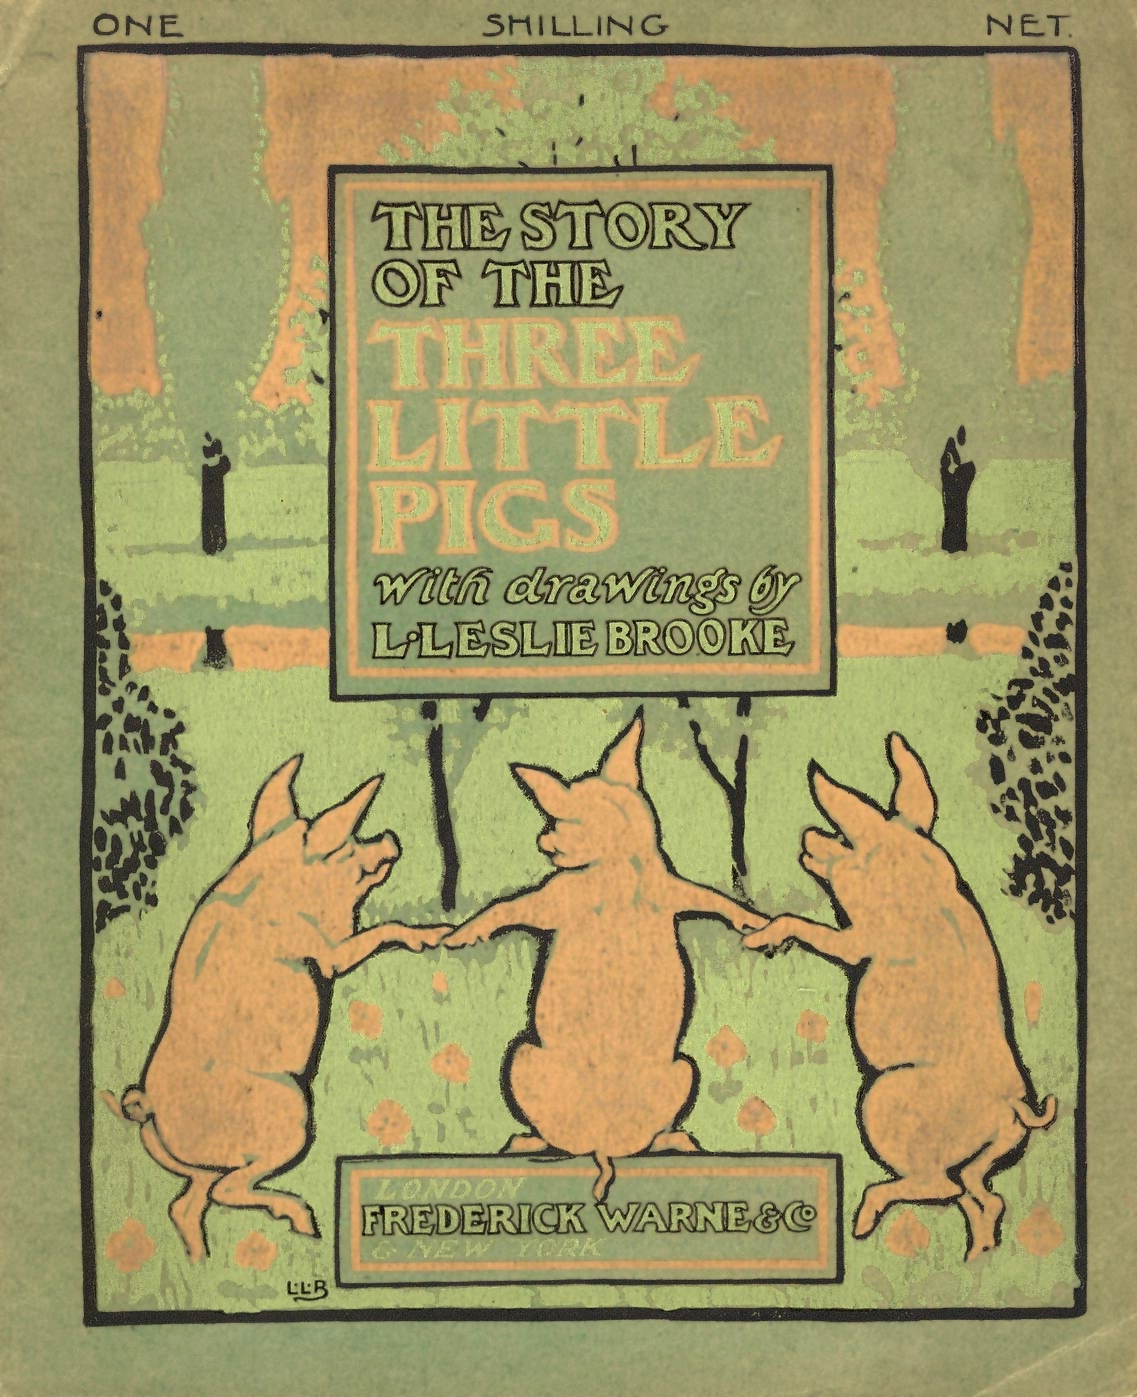 ONE SHILLING NET.
THE STORY
OF THE
THREE
LITTLE
PIGS
with drawings by
L. LESLIE BROOKE
LONDON
FREDERICK WARNE & Co
& NEW YORK
L.L.B